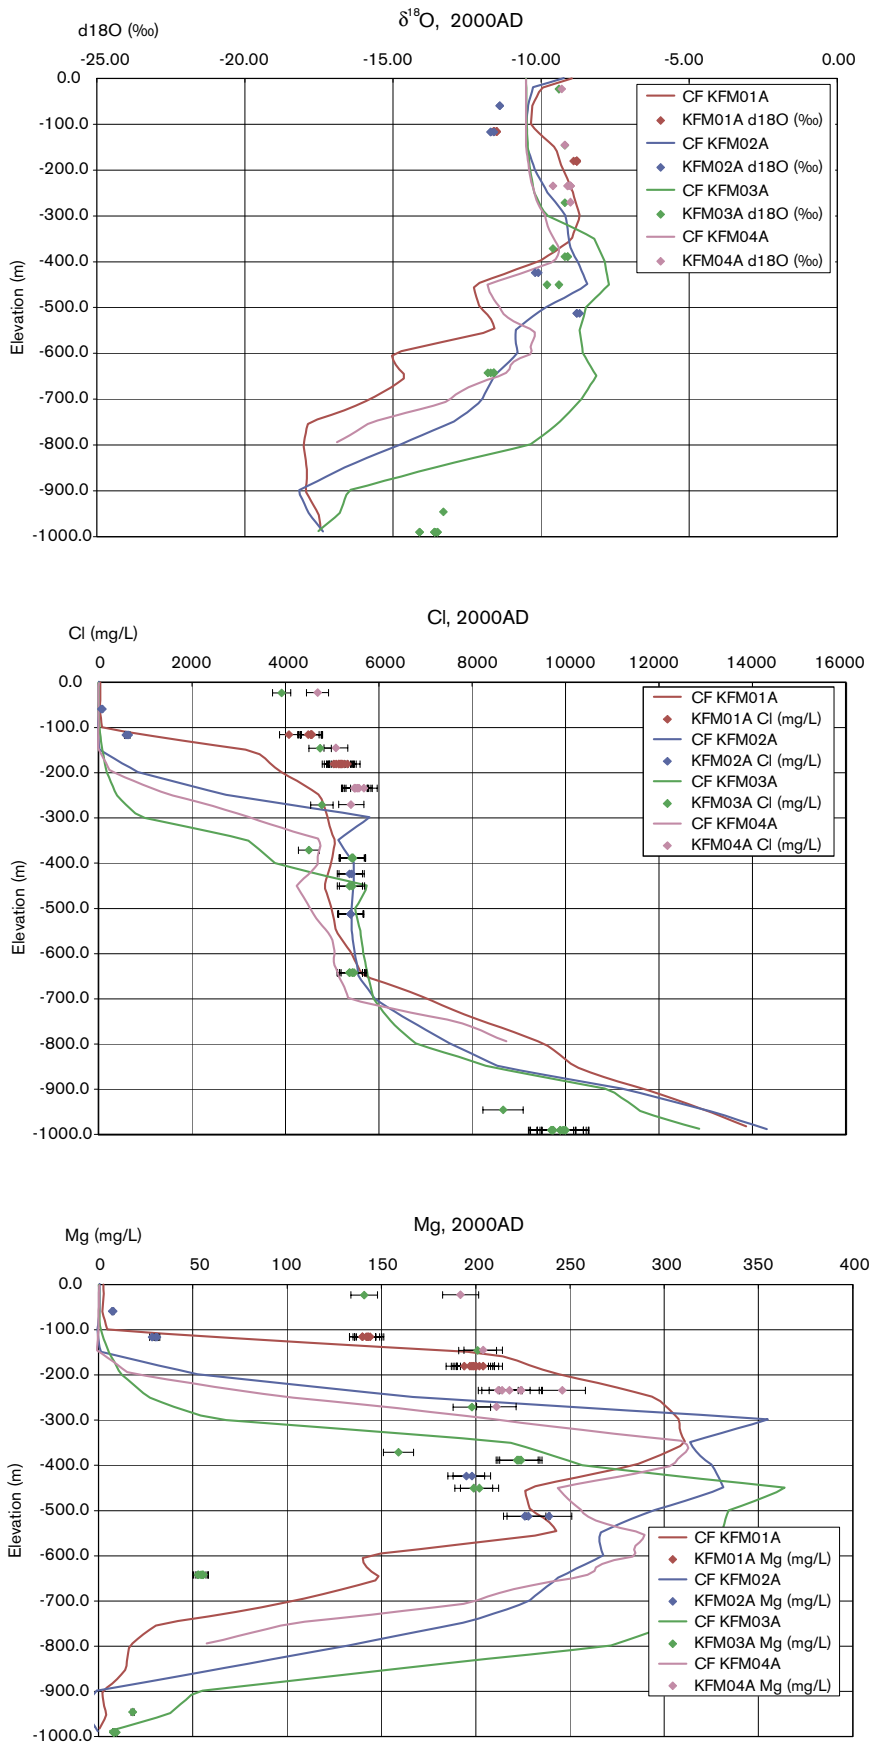 δ18O, 2000AD
d18O (‰)
-25.00 -20.00 -15.00 -10.00 -5.00 0.00
0.0
-100.0
-200.0
-300.0
-400.0
-500.0
-600.0
-700.0
-800.0
-900.0
-1000.0
Elevation (m)
CF KFM01A
KFM01A d18O (‰)
CF KFM02A
KFM02A d18O (‰)
CF KFM03A
KFM03A d18O (‰)
CF KFM04A
KFM04A d18O (‰)
Cl, 2000AD
Cl (mg/L)
0 2000 4000 6000 8000 10000 12000 14000 16000
0.0
-100.0
-200.0
-300.0
-400.0
-500.0
-600.0
-700.0
-800.0
-900.0
-1000.0
Elevation (m)
CF KFM01A
KFM01A Cl (mg/L)
CF KFM02A
KFM02A Cl (mg/L)
CF KFM03A
KFM03A Cl (mg/L)
CF KFM04A
KFM04A Cl (mg/L)
Mg, 2000AD
Mg (mg/L)
0 50 100 150 200 250 300 350 400
0.0
-100.0
-200.0
-300.0
-400.0
-500.0
-600.0
-700.0
-800.0
-900.0
-1000.0
Elevation (m)
CF KFM01A
KFM01A Mg (mg/L)
CF KFM02A
KFM02A Mg (mg/L)
CF KFM03A
KFM03A Mg (mg/L)
CF KFM04A
KFM04A Mg (mg/L)